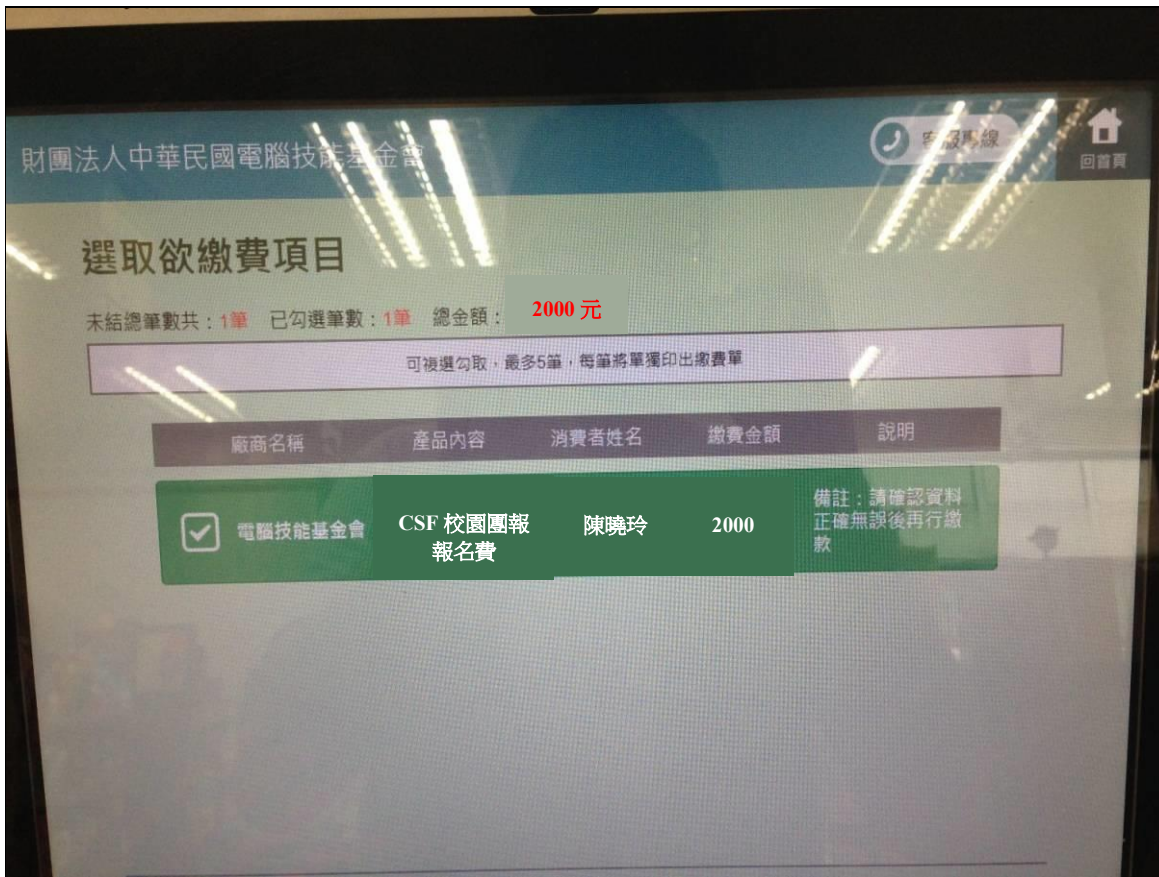 財團法人中華民國電腦技能基金會
客服專線
回首頁
選取欲繳費項目
未結總筆數共：1筆 已勾選筆數：1筆 總金額： 2000 元
可複選勾取，最多5筆，每筆將單獨印出繳費單
廠商名稱 產品內容 消費者姓名 繳費金額 說明
電腦技能基金會
CSF 校園團報
報名費
陳曉玲
2000
備註：請確認資料
正確無誤後再行繳
款